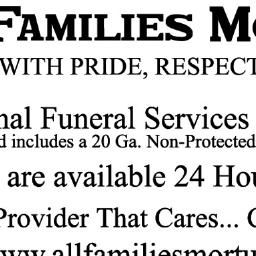 FAMILIES MO
WITH PRIDE, RESPECT
nal Funeral Services
d includes a 20 Ga. Non-Protected
are available 24 Hou
Provider That Cares... C
www.allfamiliesmortu